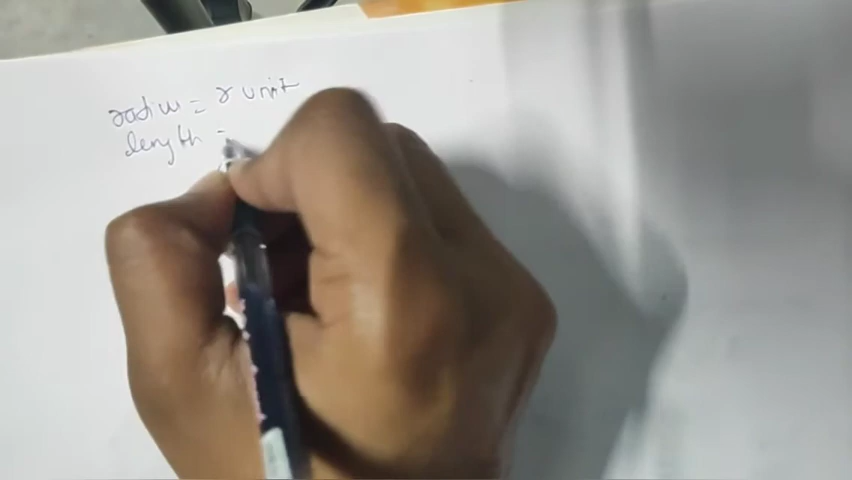 radius = r unit
length =